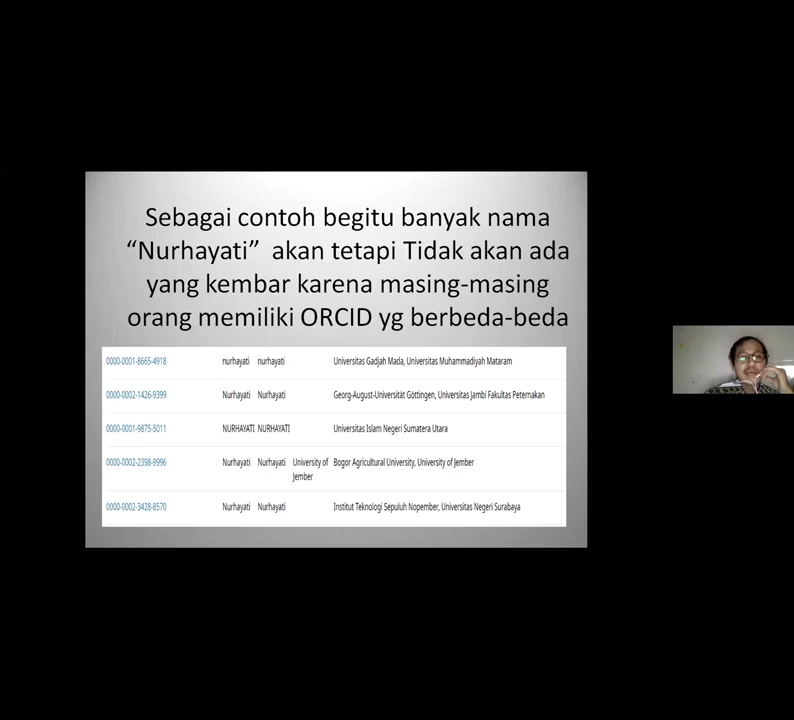 Sebagai contoh begitu banyak nama
“Nurhayati” akan tetapi Tidak akan ada
yang kembar karena masing-masing
orang memiliki ORCID yg berbeda-beda
0000-0001-8665-4918 nurhayati nurhayati Universitas Gadjah Mada, Universitas Muhammadiyah Mataram
0000-0002-1426-9399 Nurhayati Nurhayati Georg-August-Universität Göttingen, Universitas Jambi Fakultas Peternakan
0000-0001-9875-5011 NURHAYATI NURHAYATI Universitas Islam Negeri Sumatera Utara
0000-0002-2398-9996 Nurhayati Nurhayati University of Bogor Agricultural University, University of Jember
Jember
0000-0002-3428-8570 Nurhayati Nurhayati Institut Teknologi Sepuluh Nopember, Universitas Negeri Surabaya